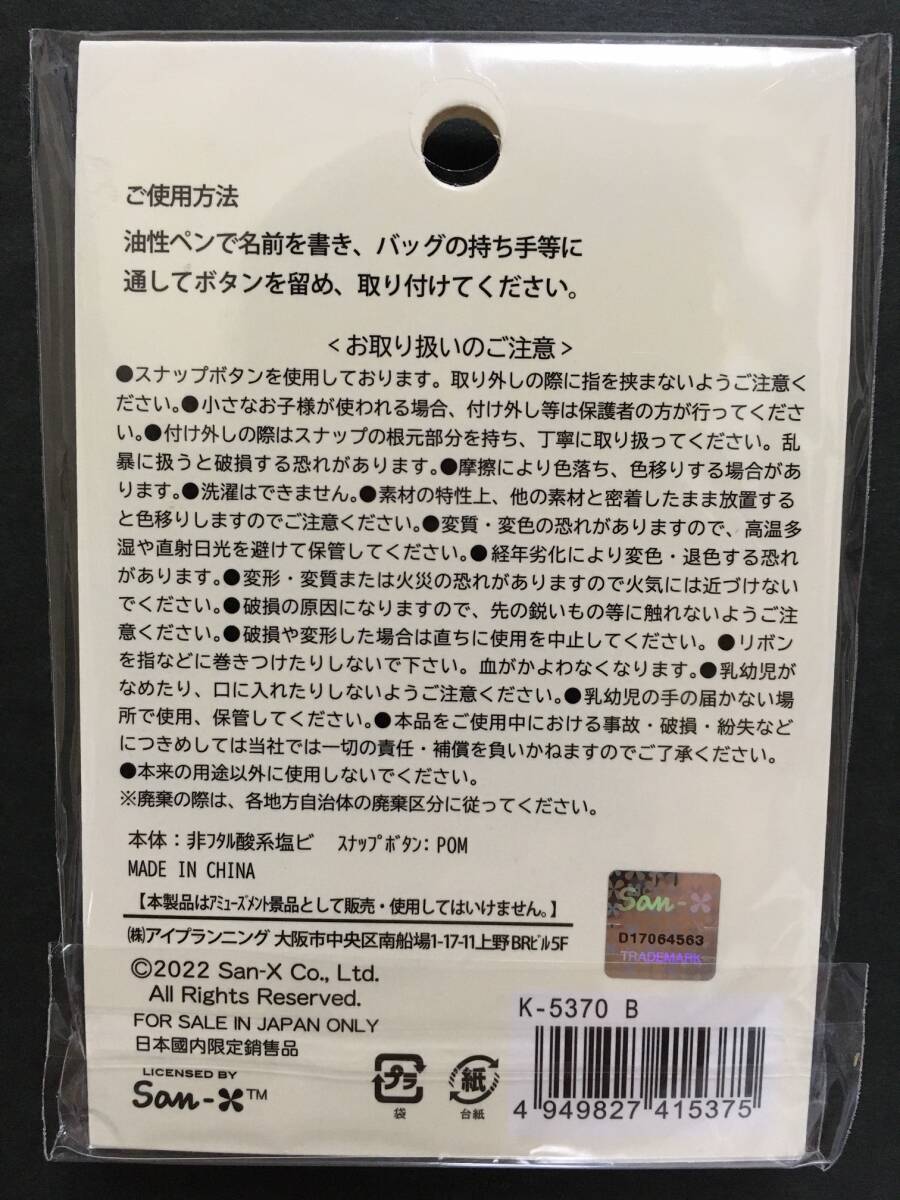 ご使用方法
油性ペンで名前を書き、バッグの持ち手等に
通してボタンを留め、取り付けてください。
<お取り扱いのご注意>
●スナップボタンを使用しております。取り外しの際に指を挟まないようご注意く
ださい。●小さなお子様が使われる場合、付け外し等は保護者の方が行ってくださ
い。●付け外しの際はスナップの根元部分を持ち、丁寧に取り扱ってください。乱
暴に扱うと破損する恐れがあります。●摩擦により色落ち、色移りする場合があ
ります。●洗濯はできません。●素材の特性上、他の素材と密着したまま放置する
と色移りしますのでご注意ください。●変質・変色の恐れがありますので、高温多
湿や直射日光を避けて保管してください。●経年劣化により変色・退色する恐れ
があります。●変形・変質または火災の恐れがありますので火気には近づけない
でください。●破損の原因になりますので、先の鋭いもの等に触れないようご注
意ください。●破損や変形した場合は直ちに使用を中止してください。●リボン
を指などに巻きつけたりしないで下さい。血がかよわなくなります。●乳幼児が
なめたり、口に入れたりしないようご注意ください。●乳幼児の手の届かない場
所で使用、保管してください。●本品をご使用中における事故・破損・紛失など
につきめしては当社では一切の責任・補償を負いかねますのでご了承ください。
●本来の用途以外に使用しないでください。
※廃棄の際は、各地方自治体の廃棄区分に従ってください。
本体：非フタル酸系塩ビ スナップボタン：POM
MADE IN CHINA
【本製品はアミューズメント景品として販売・使用してはいけません。】
㈱アイプランニング 大阪市中央区南船場1-17-11上野BRビル5F
©2022 San-X Co., Ltd.
All Rights Reserved.
FOR SALE IN JAPAN ONLY
日本國内限定銷售品
LICENSED BY
San-X™
プラ
袋
紙
台紙
San-X
D17064563
TRADEMARK
K-5370 B
4 949827 415375